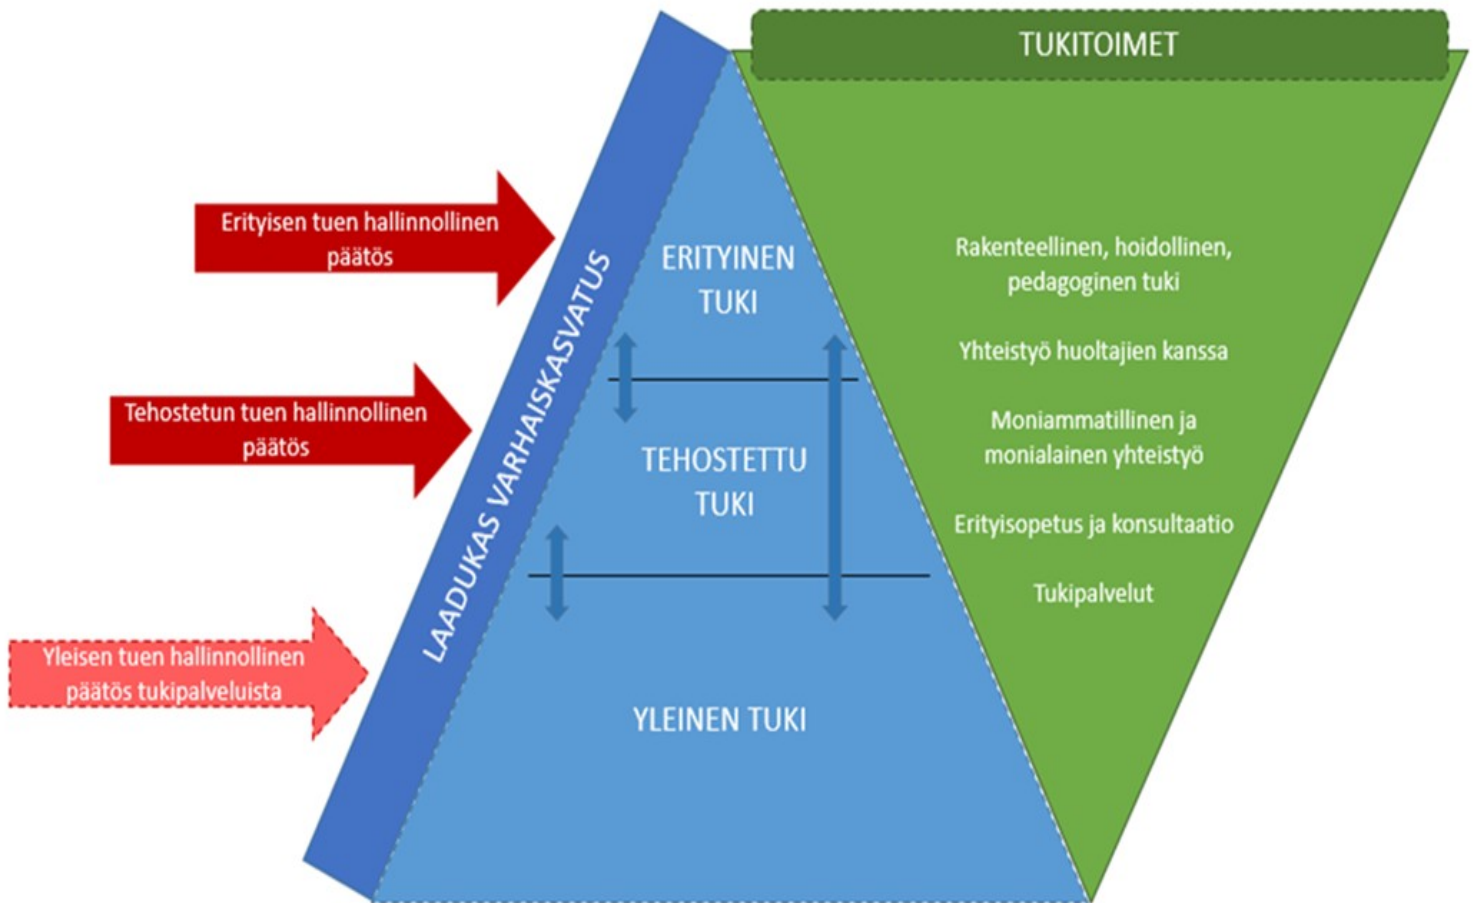 TUKITOIMET
Erityisen tuen hallinnollinen
päätös
Tehostetun tuen hallinnollinen
päätös
Yleisen tuen hallinnollinen
päätös tukipalveluista
LAADUKAS VARHAISKASVATUS
ERITYINEN
TUKI
TEHOSTETTU
TUKI
YLEINEN TUKI
Rakenteellinen, hoidollinen,
pedagoginen tuki
Yhteistyö huoltajien kanssa
Moniammatillinen ja
monialainen yhteistyö
Erityisopetus ja konsultaatio
Tukipalvelut